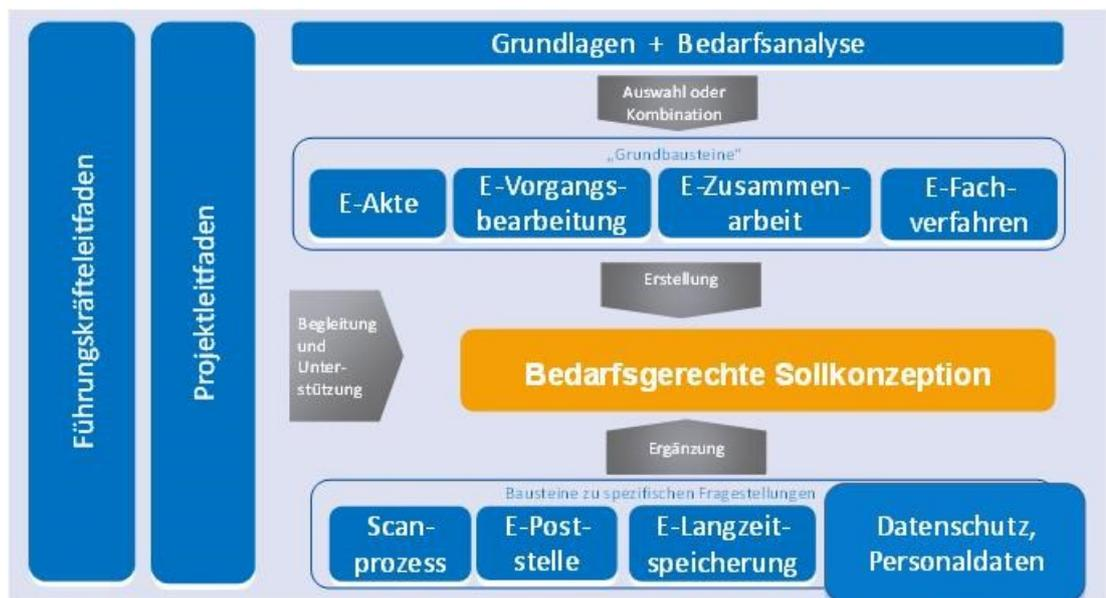 Führungskräfteleitfaden
Projektleitfaden
Grundlagen + Bedarfsanalyse
Auswahl oder
Kombination
„Grundbausteine“
E-Akte
E-Vorgangs-
bearbeitung
E-Zusammen-
arbeit
E-Fach-
verfahren
Erstellung
Begleitung
und
Unter-
stützung
Bedarfsgerechte Sollkonzeption
Ergänzung
Bausteine zu spezifischen Fragestellungen
Scan-
prozess
E-Post-
stelle
E-Langzeit-
speicherung
Datenschutz,
Personaldaten